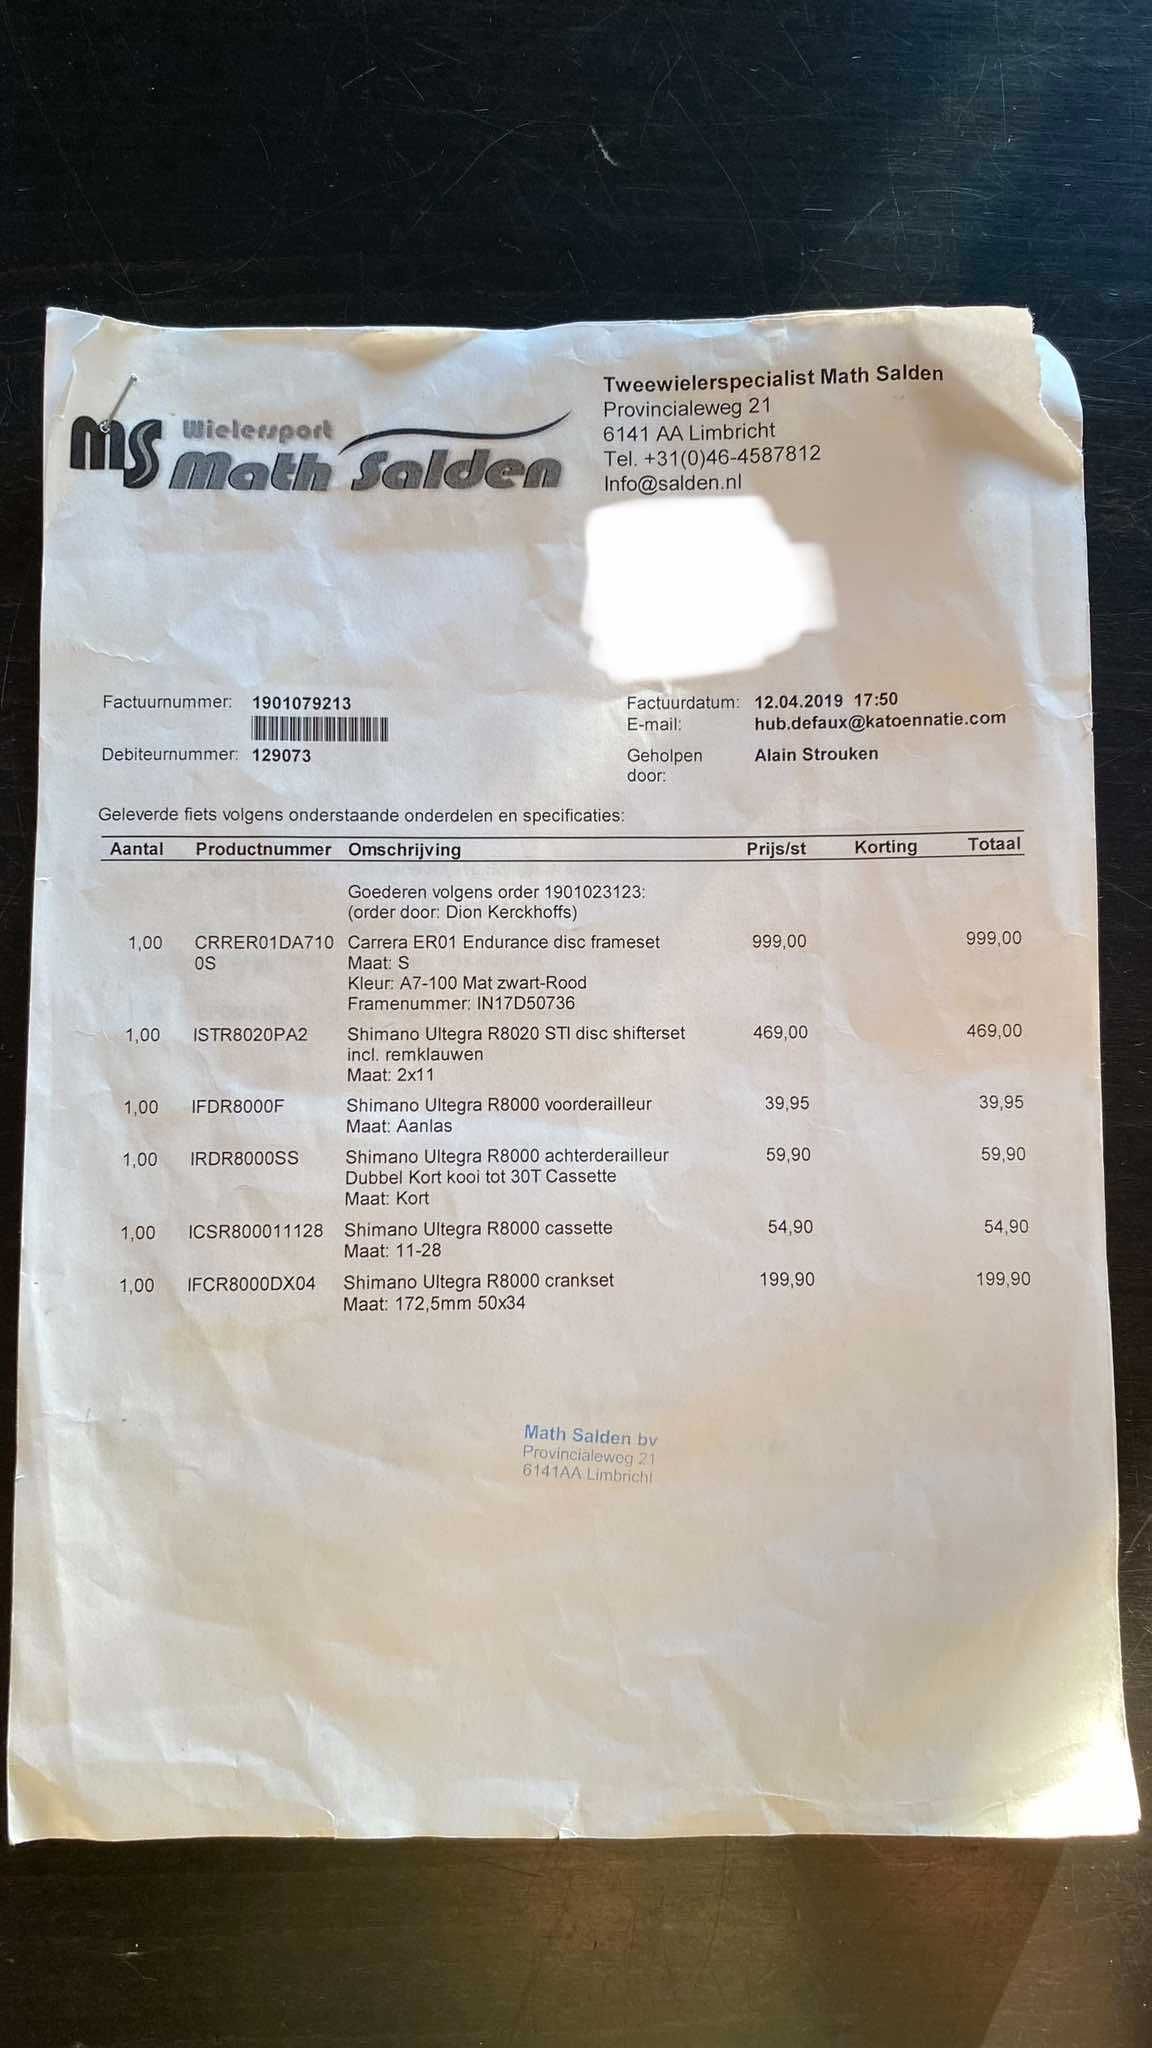 MS Wielersport
Math Salden
Tweewielerspecialist Math Salden
Provincialeweg 21
6141 AA Limbricht
Tel. +31(0)46-4587812
Info@salden.nl
Factuurnummer: 1901079213
Debiteurnummer: 129073
Factuurdatum: 12.04.2019 17:50
E-mail: hub.defaux@katoennatie.com
Geholpen door: Alain Strouken
Geleverde fiets volgens onderstaande onderdelen en specificaties:
Aantal Productnummer Omschrijving Prijs/st Korting Totaal
Goederen volgens order 1901023123:
(order door: Dion Kerckhoffs)
1,00 CRRER01DA710 Carrera ER01 Endurance disc frameset 999,00 999,00
0S Maat: S
Kleur: A7-100 Mat zwart-Rood
Framenummer: IN17D50736
1,00 ISTR8020PA2 Shimano Ultegra R8020 STI disc shifterset 469,00 469,00
incl. remklauwen
Maat: 2x11
1,00 IFDR8000F Shimano Ultegra R8000 voorderailleur 39,95 39,95
Maat: Aanlas
1,00 IRDR8000SS Shimano Ultegra R8000 achterderailleur 59,90 59,90
Dubbel Kort kooi tot 30T Cassette
Maat: Kort
1,00 ICSR800011128 Shimano Ultegra R8000 cassette 54,90 54,90
Maat: 11-28
1,00 IFCR8000DX04 Shimano Ultegra R8000 crankset 199,90 199,90
Maat: 172,5mm 50x34
Math Salden bv
Provincialeweg 21
6141AA Limbricht